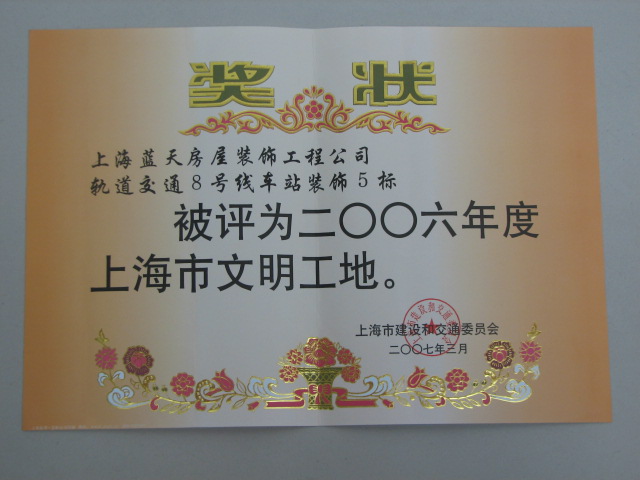 奖状
上海蓝天房屋装饰工程公司
轨道交通8号线车站装饰5标
被评为二〇〇六年度
上海市文明工地。
上海市建设和交通委员会
二〇〇七年三月